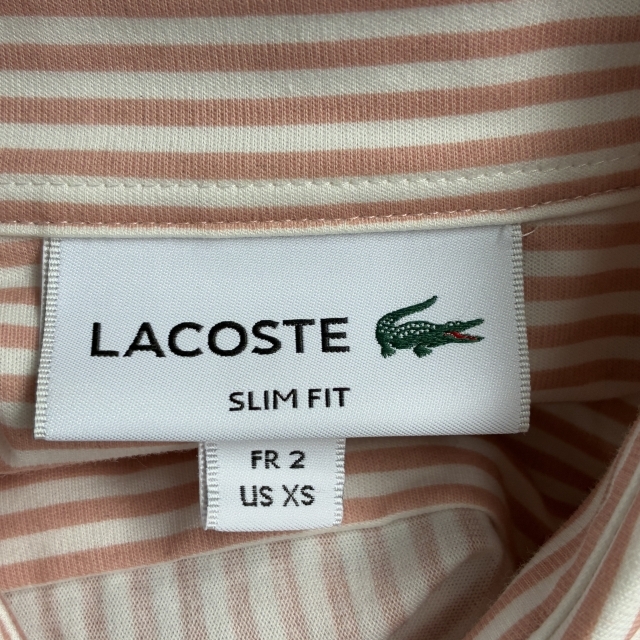 LACOSTE
SLIM FIT
FR 2
US XS